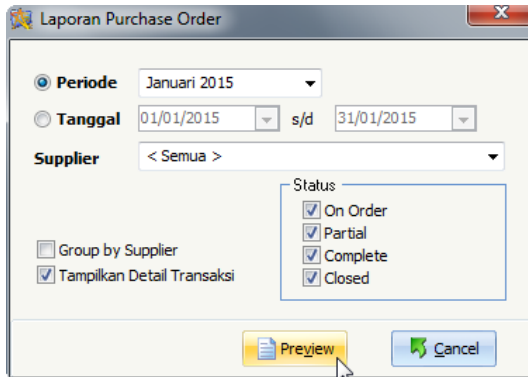 Laporan Purchase Order
Periode Januari 2015
Tanggal 01/01/2015 s/d 31/01/2015
Supplier < Semua >
Status
On Order
Partial
Group by Supplier Complete
Tampilkan Detail Transaksi Closed
Preview Cancel